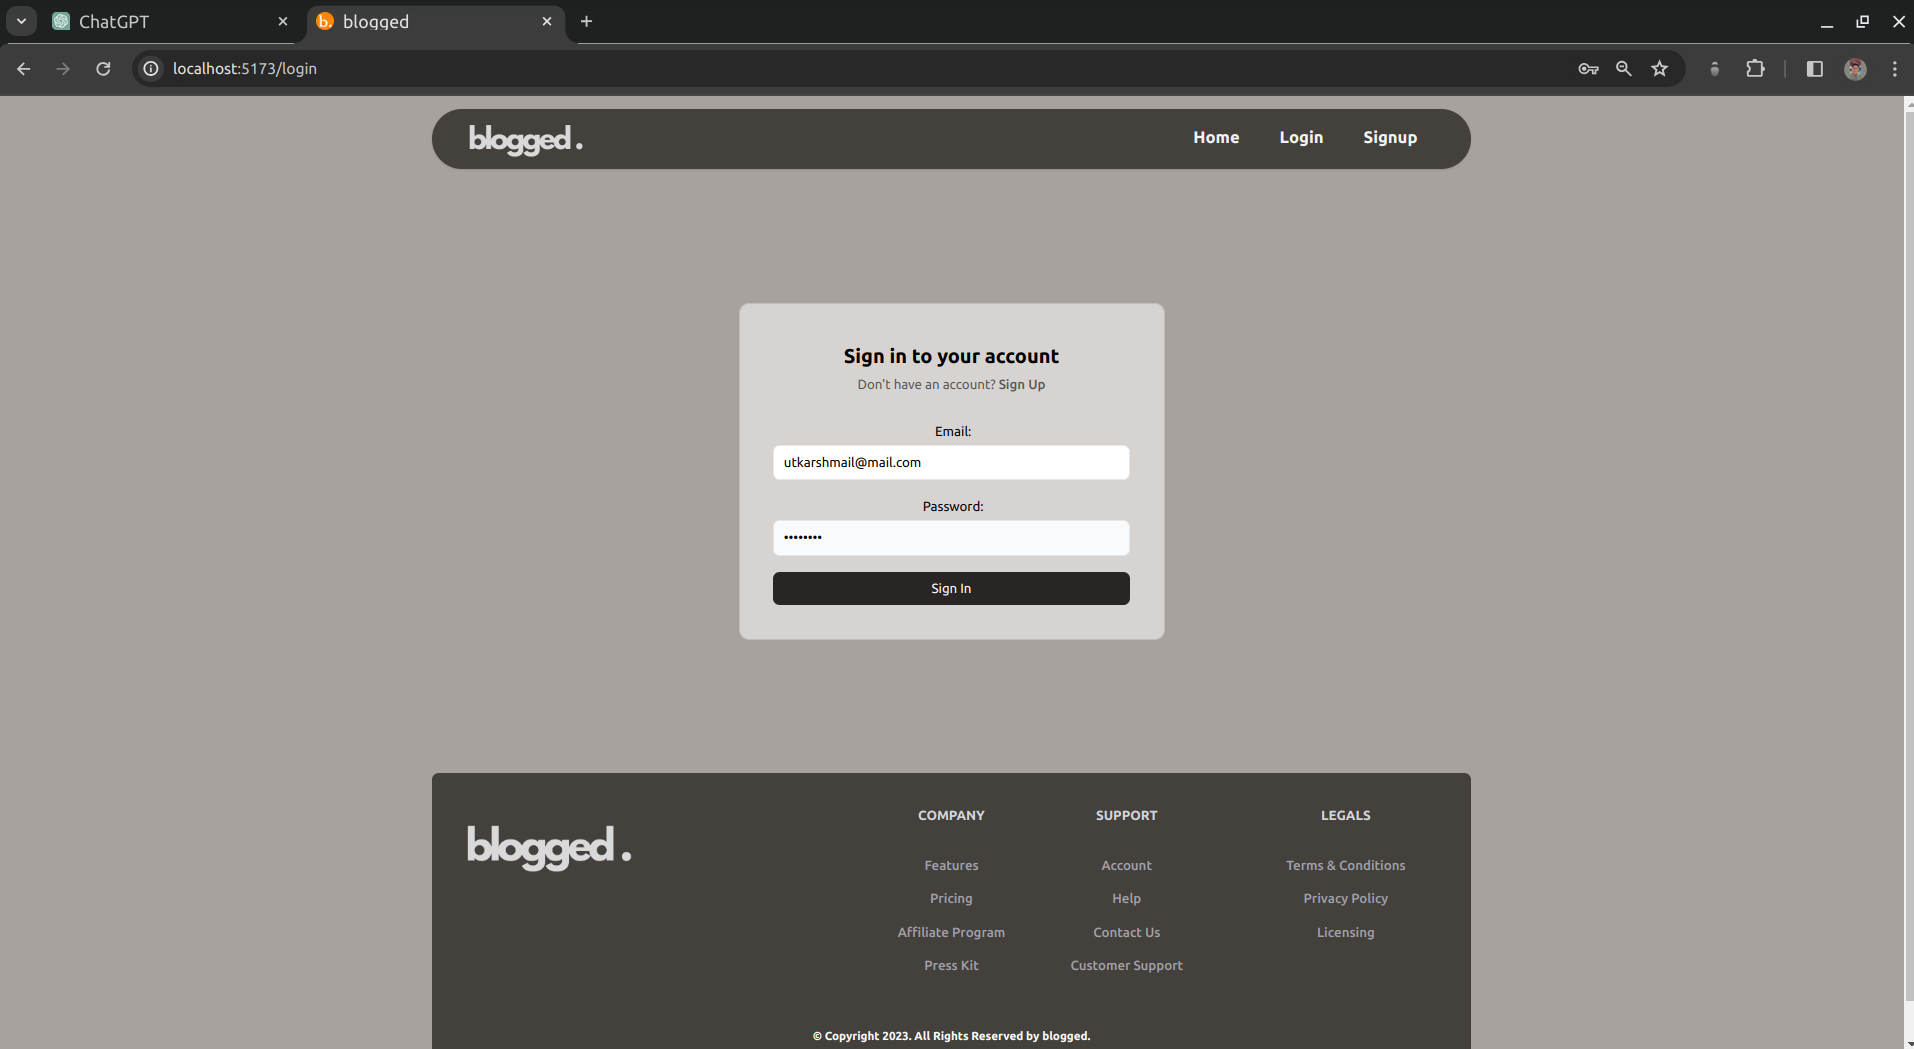 ChatGPT
blogged
localhost:5173/login
blogged .
Home Login Signup
Sign in to your account
Don't have an account? Sign Up
Email:
utkarshmail@mail.com
Password:
••••••••
Sign In
blogged .
COMPANY
Features
Pricing
Affiliate Program
Press Kit
SUPPORT
Account
Help
Contact Us
Customer Support
LEGALS
Terms & Conditions
Privacy Policy
Licensing
© Copyright 2023. All Rights Reserved by blogged.